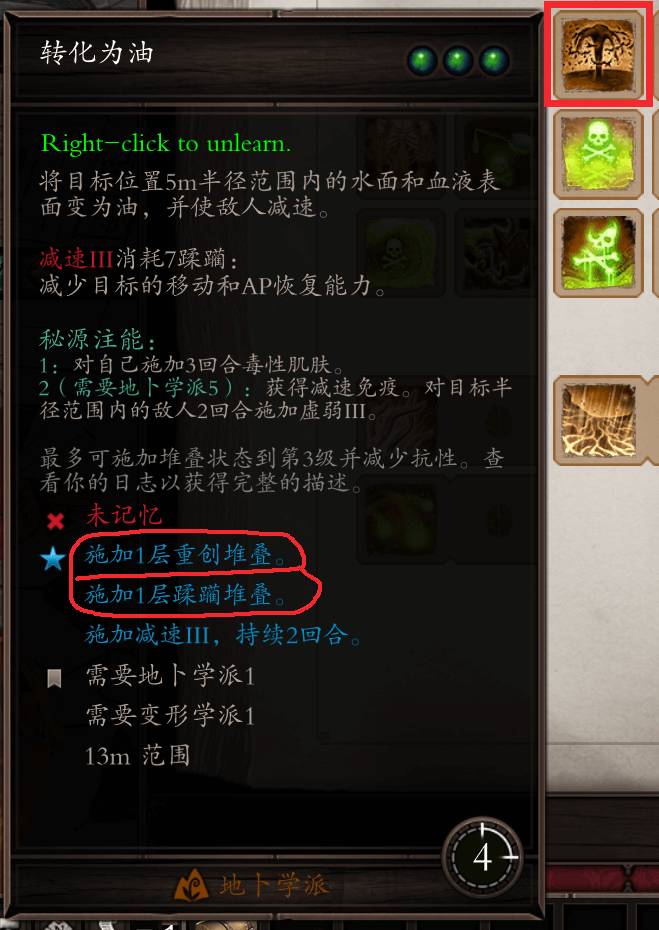 转化为油
Right-click to unlearn.
将目标位置5m半径范围内的水面和血液表
面变为油，并使敌人减速。
减速III消耗7蹂躏：
减少目标的移动和AP恢复能力。
秘源注能：
1：对自己施加3回合毒性肌肤。
2（需要地卜学派5）：获得减速免疫。对目标半
径范围内的敌人2回合施加虚弱III。
最多可施加堆叠状态到第3级并减少抗性。查
看你的日志以获得完整的描述。
未记忆
施加1层重创堆叠。
施加1层蹂躏堆叠。
施加减速III，持续2回合。
需要地卜学派1
需要变形学派1
13m 范围
4
地卜学派